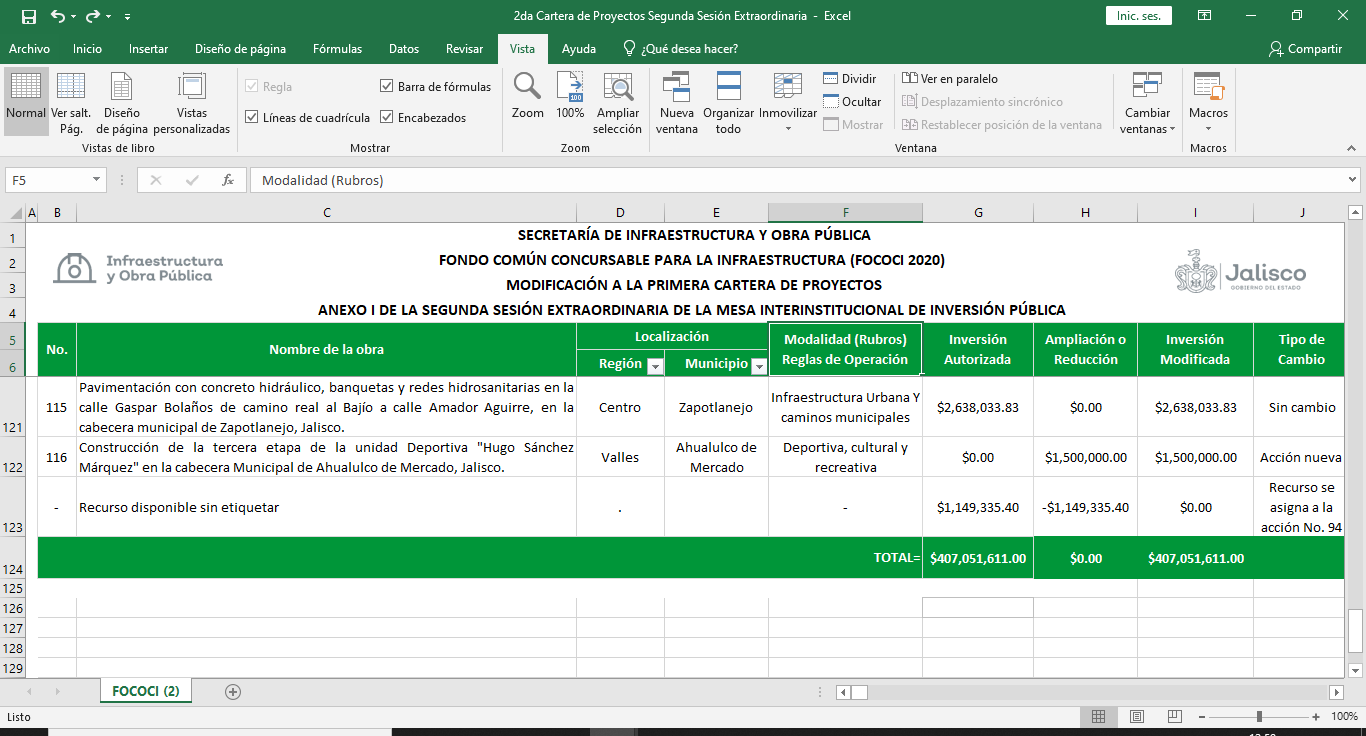 2da Cartera de Proyectos Segunda Sesión Extraordinaria - Excel
Inic. ses.
Archivo Inicio Insertar Diseño de página Fórmulas Datos Revisar Vista Ayuda ¿Qué desea hacer? Compartir
Normal Ver salt. Pág. Diseño de página Vistas personalizadas
Vistas de libro
Regla Barra de fórmulas
Líneas de cuadrícula Encabezados
Mostrar
Zoom 100% Ampliar selección
100
Zoom
Nueva ventana Organizar todo Inmovilizar
Dividir
Ocultar
Mostrar
Ver en paralelo
Desplazamiento sincrónico
Restablecer posición de la ventana
Cambiar ventanas
Ventana
Macros
Macros
F5 fx Modalidad (Rubros)
A B C D E F G H I J
1 SECRETARÍA DE INFRAESTRUCTURA Y OBRA PÚBLICA
2 FONDO COMÚN CONCURSABLE PARA LA INFRAESTRUCTURA (FOCOCI 2020)
3 MODIFICACIÓN A LA PRIMERA CARTERA DE PROYECTOS
4 ANEXO I DE LA SEGUNDA SESIÓN EXTRAORDINARIA DE LA MESA INTERINSTITUCIONAL DE INVERSIÓN PÚBLICA
Infraestructura
y Obra Pública
Jalisco
GOBIERNO DEL ESTADO
5
6
No.
Nombre de la obra
Localización
Región Municipio
Modalidad (Rubros)
Reglas de Operación
Inversión
Autorizada
Ampliación o
Reducción
Inversión
Modificada
Tipo de
Cambio
121
115
Pavimentación con concreto hidráulico, banquetas y redes hidrosanitarias en la
calle Gaspar Bolaños de camino real al Bajío a calle Amador Aguirre, en la
cabecera municipal de Zapotlanejo, Jalisco.
Centro
Zapotlanejo
Infraestructura Urbana Y
caminos municipales
$2,638,033.83
$0.00
$2,638,033.83
Sin cambio
122
116
Construcción de la tercera etapa de la unidad Deportiva "Hugo Sánchez
Márquez" en la cabecera Municipal de Ahualulco de Mercado, Jalisco.
Valles
Ahualulco de
Mercado
Deportiva, cultural y
recreativa
$0.00
$1,500,000.00
$1,500,000.00
Acción nueva
123
-
Recurso disponible sin etiquetar
.
-
$1,149,335.40
-$1,149,335.40
$0.00
Recurso se
asigna a la
acción No. 94
124
TOTAL= $407,051,611.00 $0.00 $407,051,611.00
125
126
127
128
129
FOCOCI (2)
Listo
100%